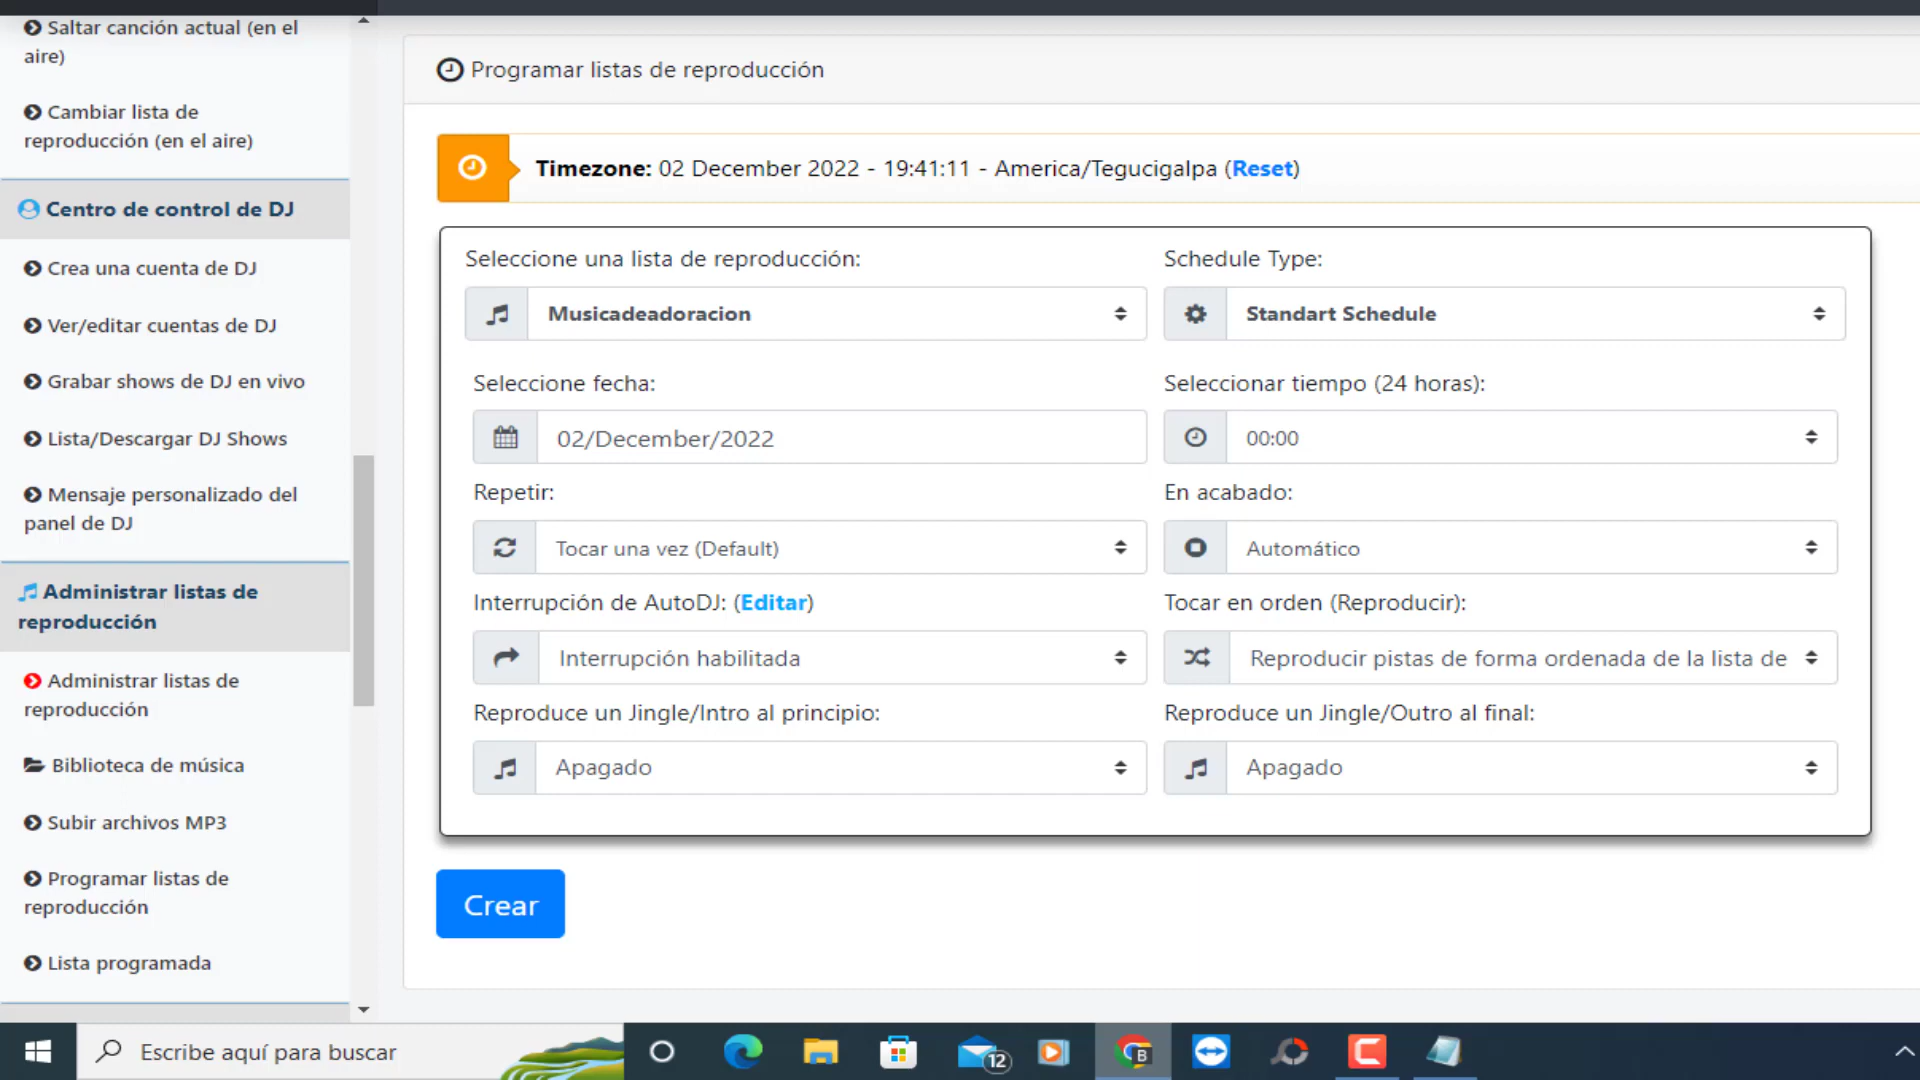 Saltar canción actual (en el
aire)
Cambiar lista de
reproducción (en el aire)
Centro de control de DJ
Crea una cuenta de DJ
Ver/editar cuentas de DJ
Grabar shows de DJ en vivo
Lista/Descargar DJ Shows
Mensaje personalizado del
panel de DJ
Administrar listas de
reproducción
Administrar listas de
reproducción
Biblioteca de música
Subir archivos MP3
Programar listas de
reproducción
Lista programada
Programar listas de reproducción
Timezone: 02 December 2022 - 19:41:11 - America/Tegucigalpa (Reset)
Seleccione una lista de reproducción:
Musicadeadoracion
Schedule Type:
Standart Schedule
Seleccione fecha:
02/December/2022
Seleccionar tiempo (24 horas):
00:00
Repetir:
Tocar una vez (Default)
En acabado:
Automático
Interrupción de AutoDJ: (Editar)
Interrupción habilitada
Tocar en orden (Reproducir):
Reproducir pistas de forma ordenada de la lista de
Reproduce un Jingle/Intro al principio:
Apagado
Reproduce un Jingle/Outro al final:
Apagado
Crear
Escribe aquí para buscar
12
B